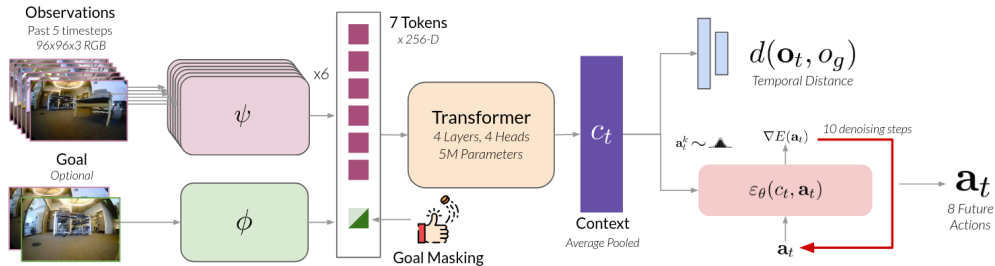 Observations
Past 5 timesteps
96x96x3 RGB
x6
ψ
Goal
Optional
ϕ
7 Tokens
x 256-D
Transformer
4 Layers, 4 Heads
5M Parameters
Goal Masking
c_t
Context
Average Pooled
d(o_t, o_g)
Temporal Distance
a_t^k ∼
∇E(a_t)
10 denoising steps
ε_θ(c_t, a_t)
a_t
a_t
8 Future
Actions